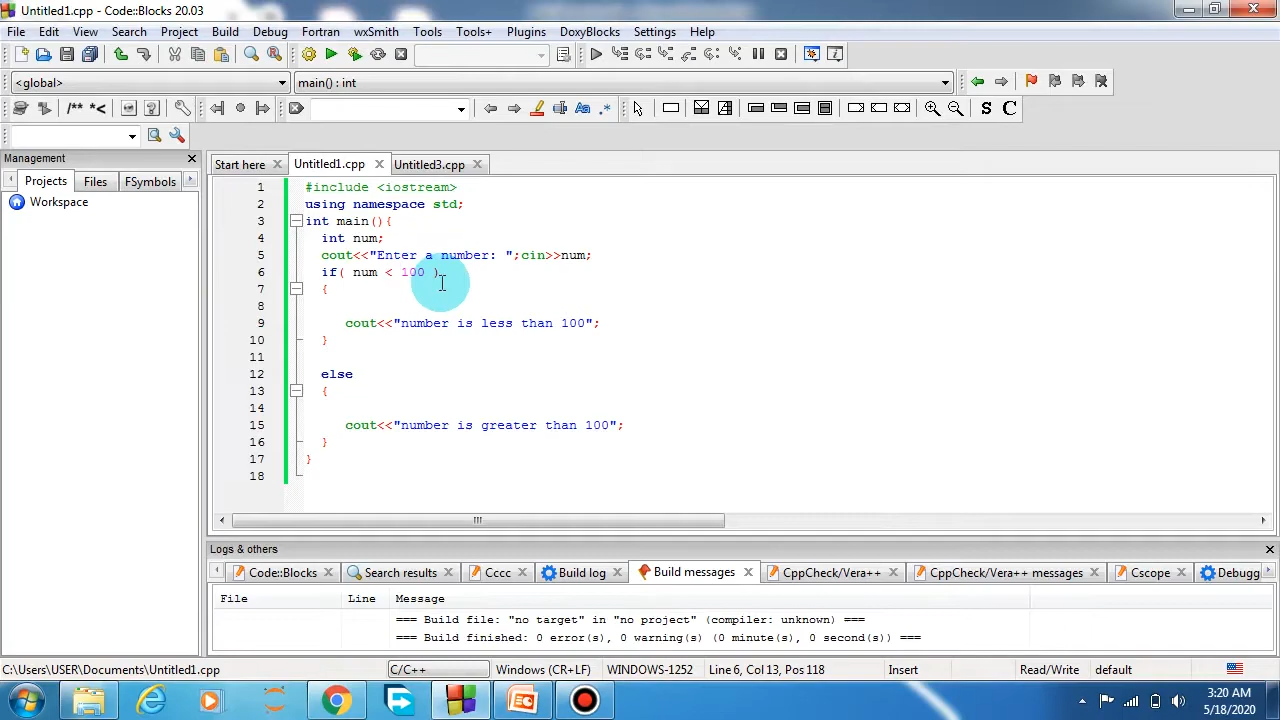 Untitled1.cpp - Code::Blocks 20.03
File Edit View Search Project Build Debug Fortran wxSmith Tools Tools+ Plugins DoxyBlocks Settings Help
<global> main() : int
/** *< S C
Management
Projects Files FSymbols
Workspace
Start here Untitled1.cpp Untitled3.cpp
1 #include <iostream>
2 using namespace std;
3 int main(){
4 int num;
5 cout<<"Enter a number: ";cin>>num;
6 if( num < 100 )
7 {
8
9 cout<<"number is less than 100";
10 }
11
12 else
13 {
14
15 cout<<"number is greater than 100";
16 }
17 }
18
Logs & others
Code::Blocks Search results Cccc Build log Build messages CppCheck/Vera++ CppCheck/Vera++ messages Cscope Debugg
File Line Message
=== Build file: "no target" in "no project" (compiler: unknown) ===
=== Build finished: 0 error(s), 0 warning(s) (0 minute(s), 0 second(s)) ===
C:\Users\USER\Documents\Untitled1.cpp C/C++ Windows (CR+LF) WINDOWS-1252 Line 6, Col 13, Pos 118 Insert Read/Write default
3:20 AM
5/18/2020